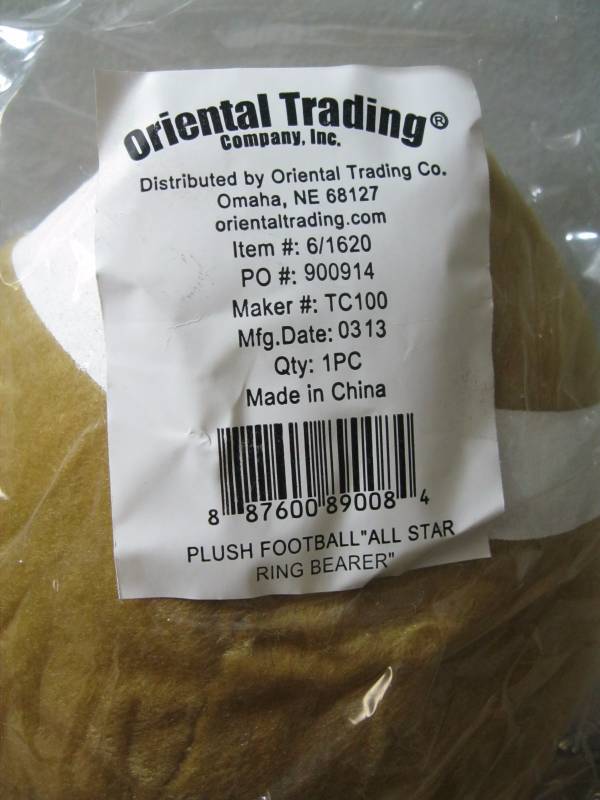 Oriental Trading®
Company, Inc.
Distributed by Oriental Trading Co.
Omaha, NE 68127
orientaltrading.com
Item #: 6/1620
PO #: 900914
Maker #: TC100
Mfg.Date: 0313
Qty: 1PC
Made in China
8 87600 89008 4
PLUSH FOOTBALL"ALL STAR
RING BEARER"